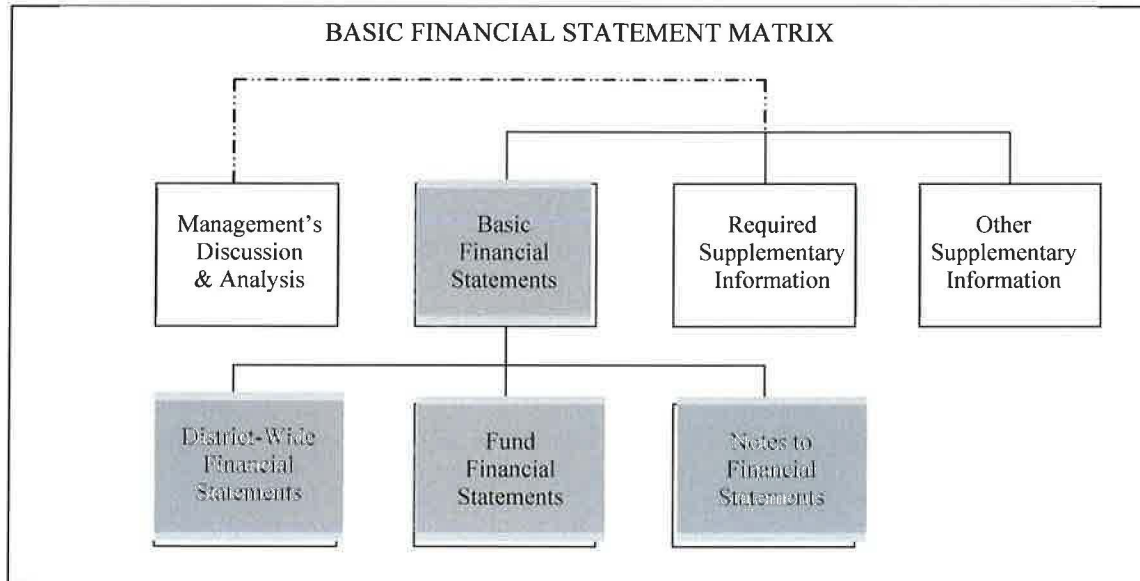 BASIC FINANCIAL STATEMENT MATRIX
Management's
Discussion
& Analysis
Basic
Financial
Statements
Required
Supplementary
Information
Other
Supplementary
Information
District-Wide
Financial
Statements
Fund
Financial
Statements
Notes to
Financial
Statements